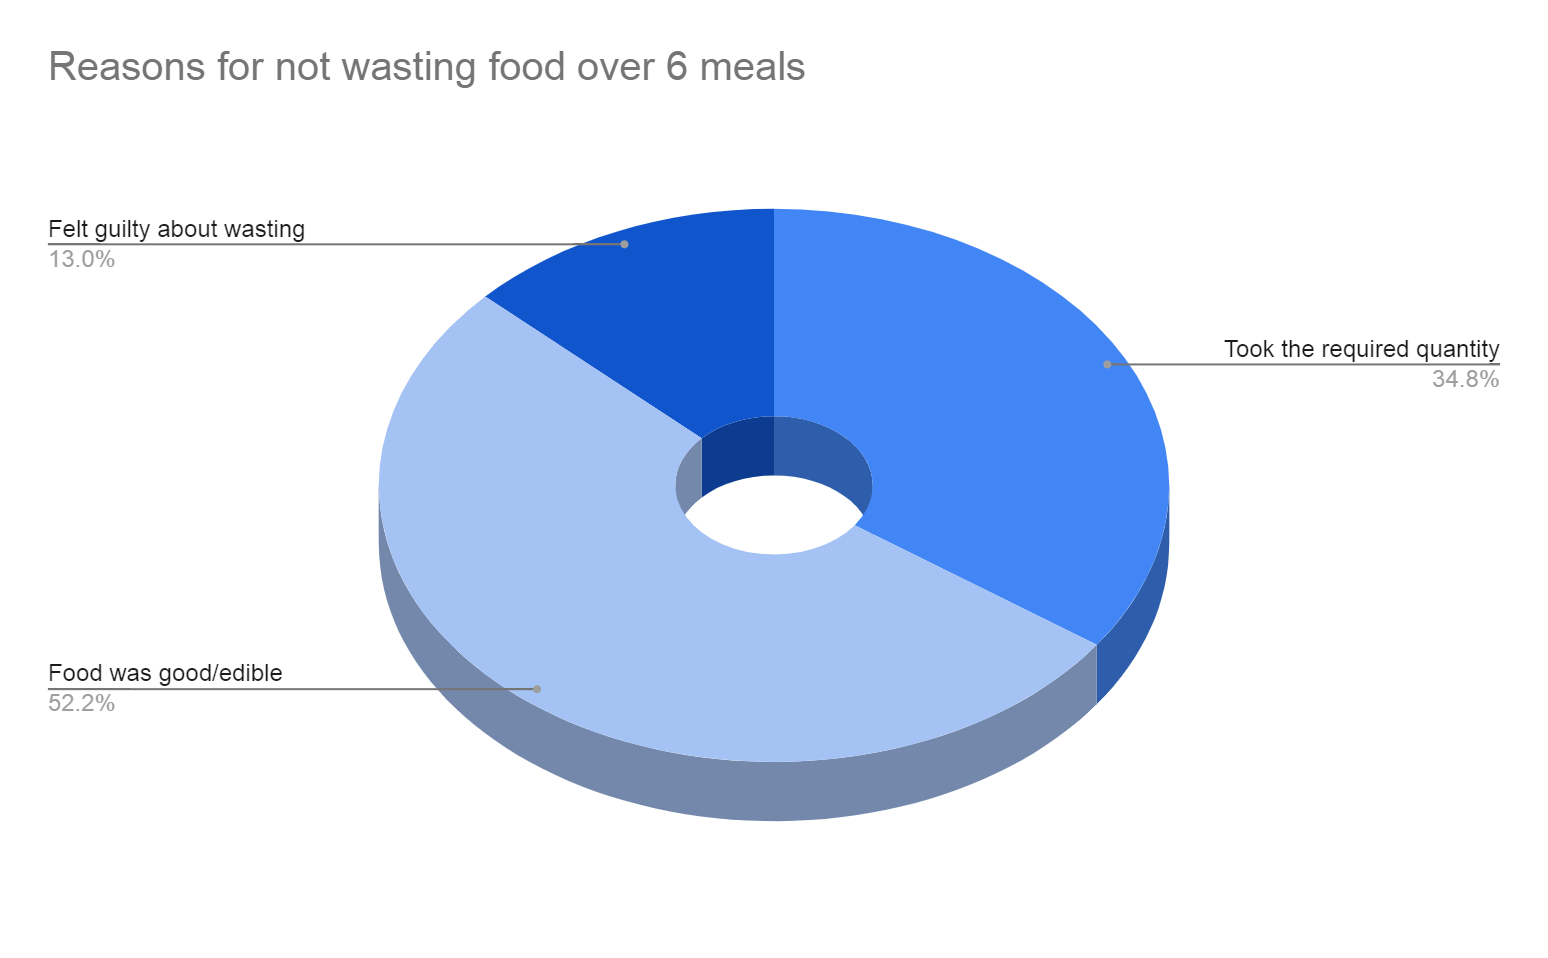 Reasons for not wasting food over 6 meals
Felt guilty about wasting
13.0%
Took the required quantity
34.8%
Food was good/edible
52.2%